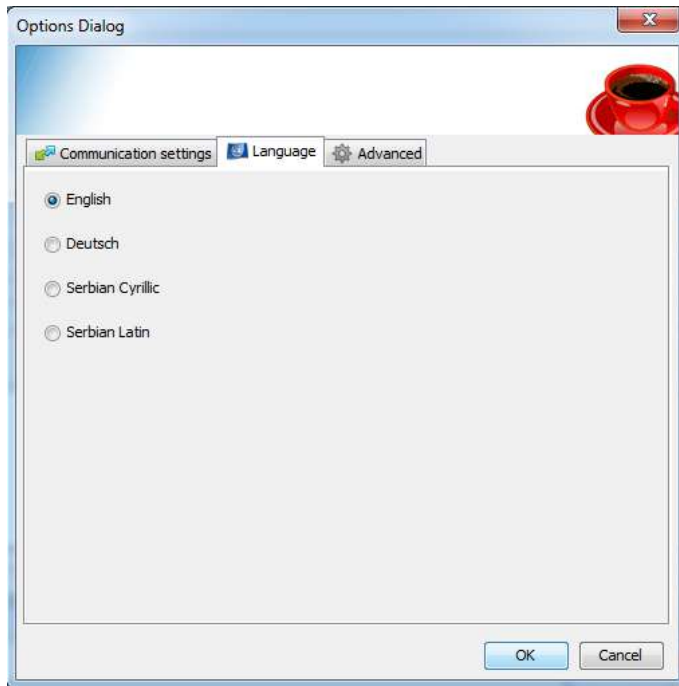 Options Dialog
Communication settings Language Advanced
English
Deutsch
Serbian Cyrillic
Serbian Latin
OK Cancel